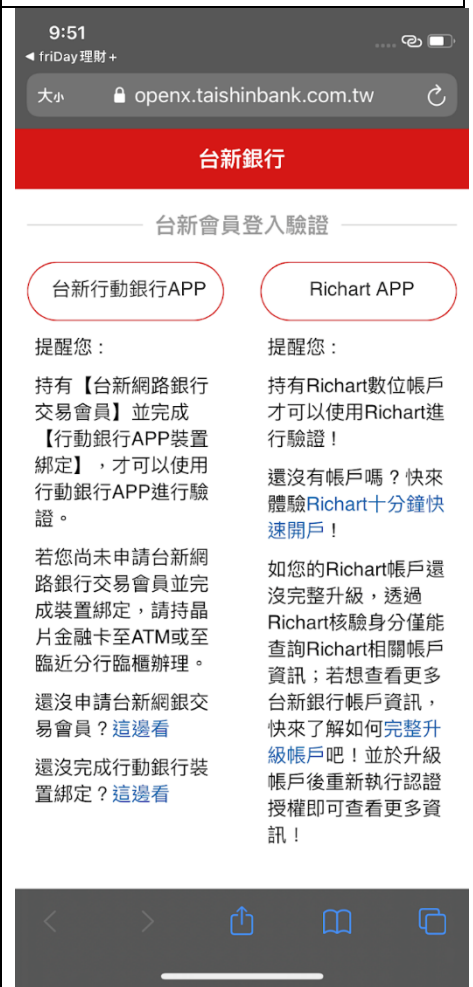 9:51
◀ friDay理財+
大小 openx.taishinbank.com.tw
台新銀行
台新會員登入驗證
台新行動銀行APP
提醒您：
持有【台新網路銀行
交易會員】並完成
【行動銀行APP裝置
綁定】，才可以使用
行動銀行APP進行驗
證。
若您尚未申請台新網
路銀行交易會員並完
成裝置綁定，請持晶
片金融卡至ATM或至
臨近分行臨櫃辦理。
還沒申請台新網銀交
易會員？這邊看
還沒完成行動銀行裝
置綁定？這邊看
Richart APP
提醒您：
持有Richart數位帳戶
才可以使用Richart進
行驗證！
還沒有帳戶嗎？快來
體驗Richart十分鐘快
速開戶！
如您的Richart帳戶還
沒完整升級，透過
Richart核驗身分僅能
查詢Richart相關帳戶
資訊；若想查看更多
台新銀行帳戶資訊，
快來了解如何完整升
級帳戶吧！並於升級
帳戶後重新執行認證
授權即可查看更多資
訊！